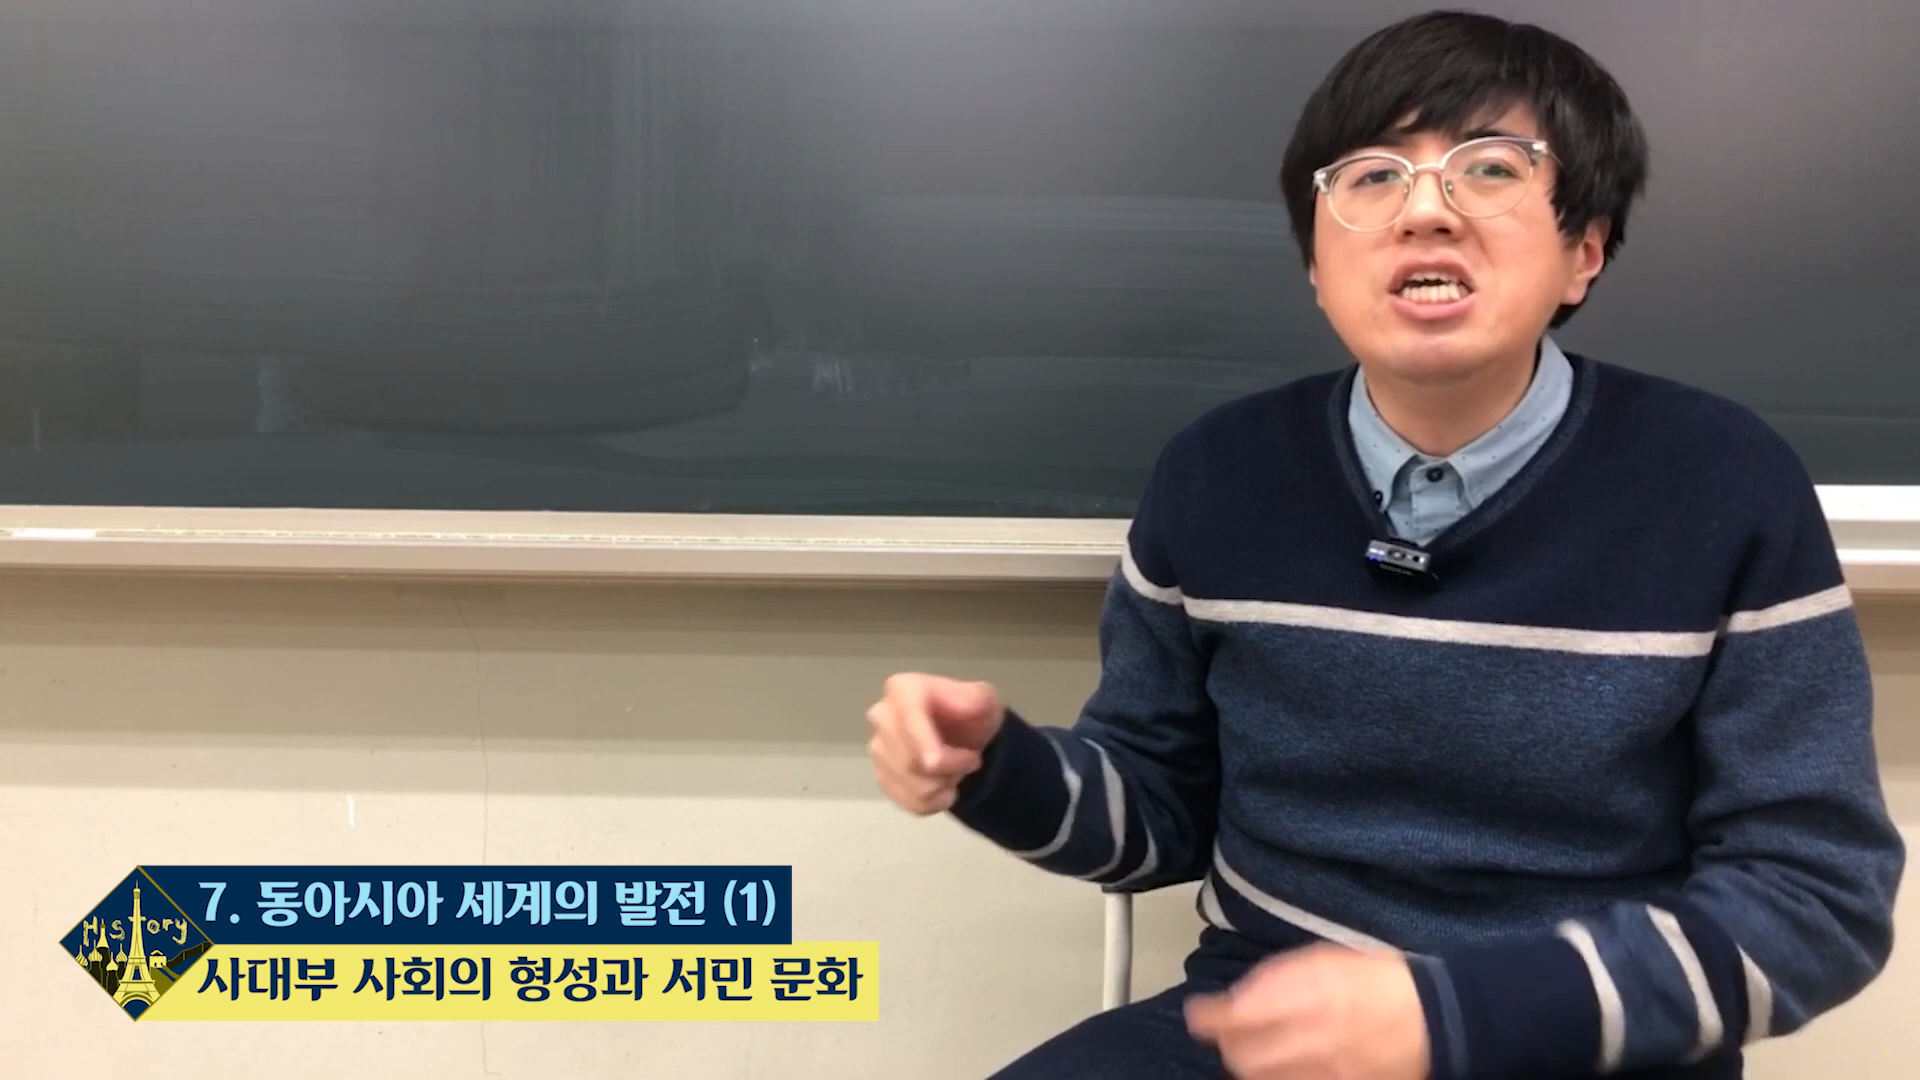 History
7. 동아시아 세계의 발전 (1)
사대부 사회의 형성과 서민 문화